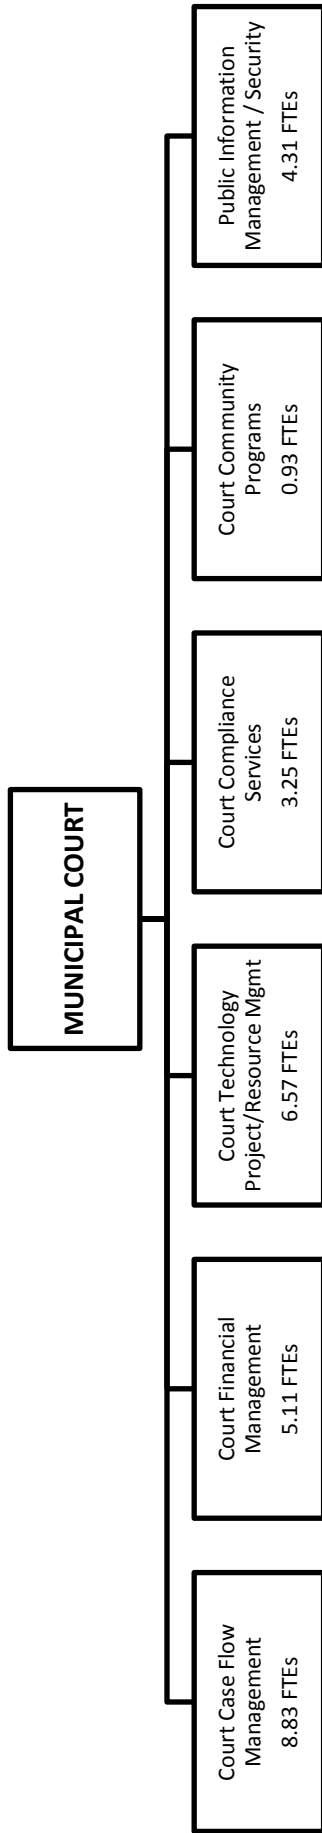 MUNICIPAL COURT
Court Case Flow
Management
8.83 FTEs
Court Financial
Management
5.11 FTEs
Court Technology
Project/Resource Mgmt
6.57 FTEs
Court Compliance
Services
3.25 FTEs
Court Community
Programs
0.93 FTEs
Public Information
Management / Security
4.31 FTEs